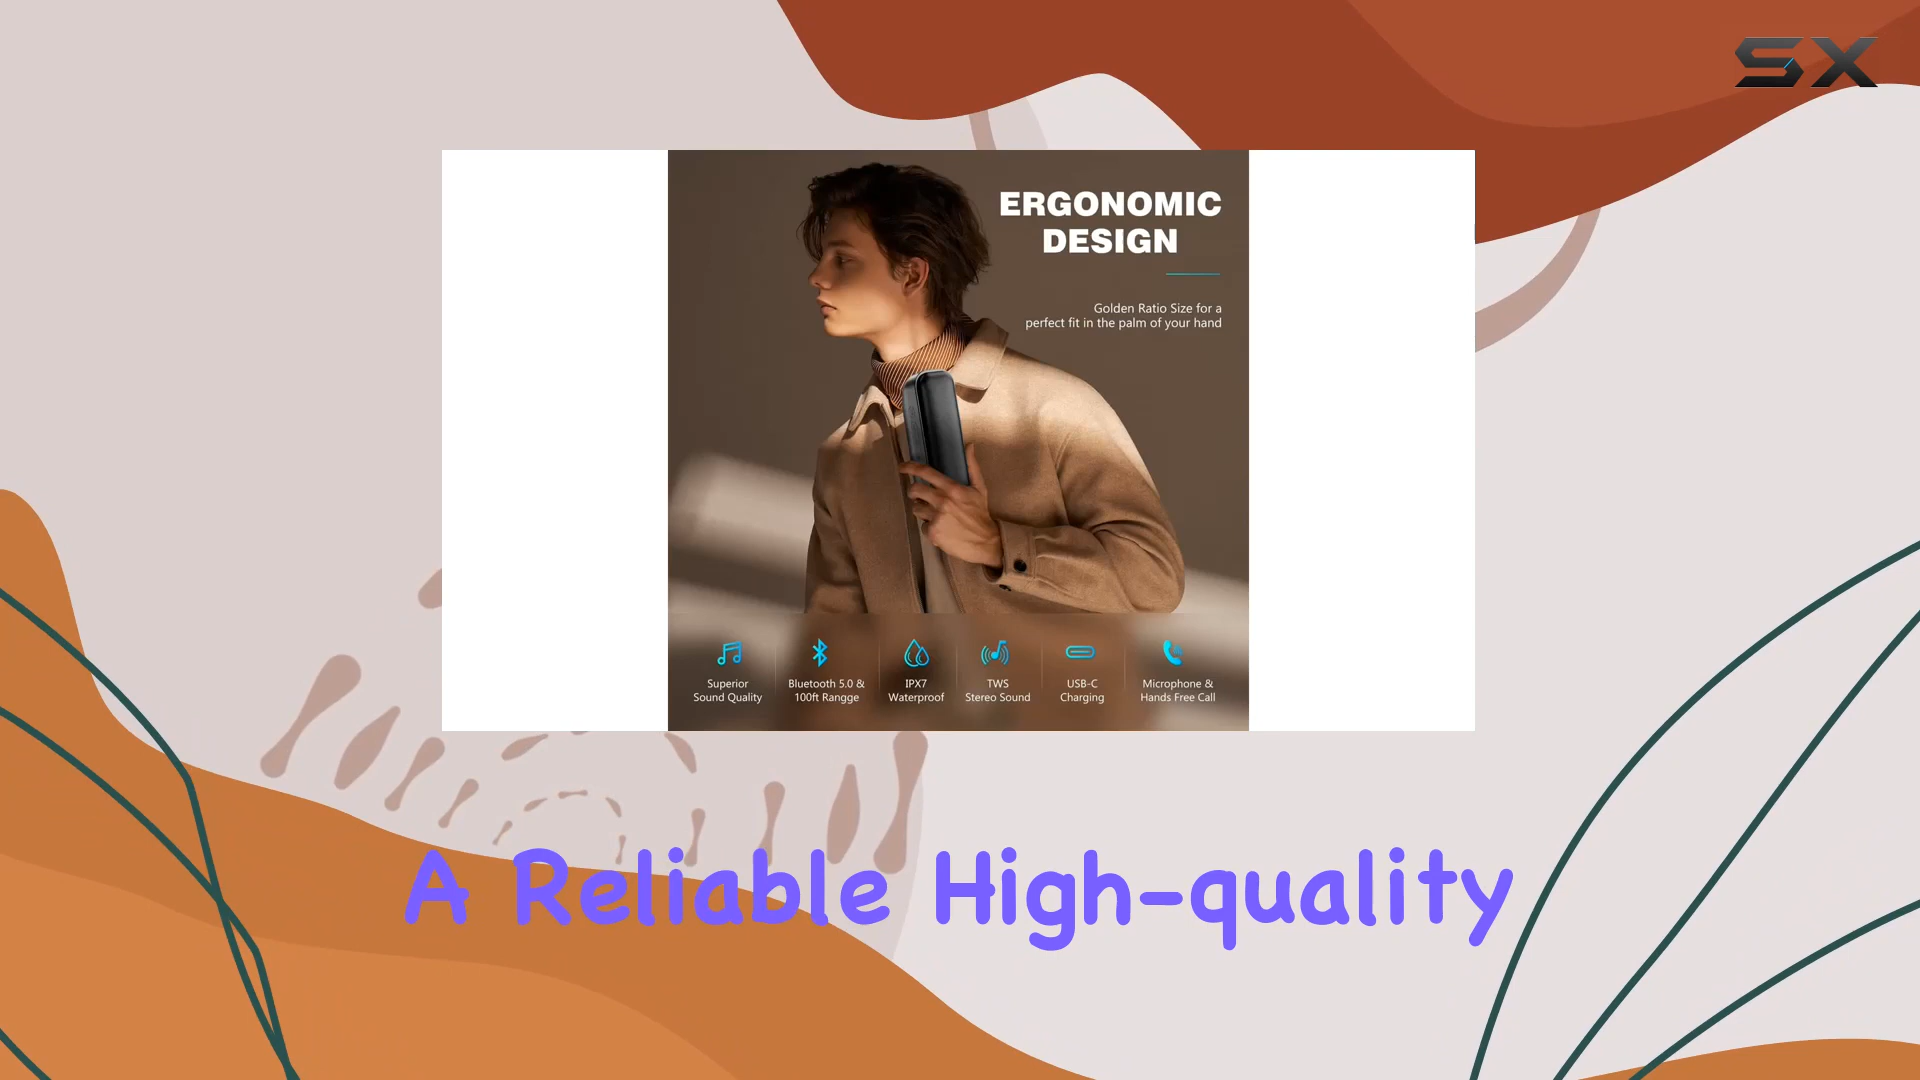 SX
ERGONOMIC
DESIGN
Golden Ratio Size for a
perfect fit in the palm of your hand
Superior
Sound Quality
Bluetooth 5.0 &
100ft Rangge
IPX7
Waterproof
TWS
Stereo Sound
USB-C
Charging
Microphone &
Hands Free Call
A Reliable High-quality